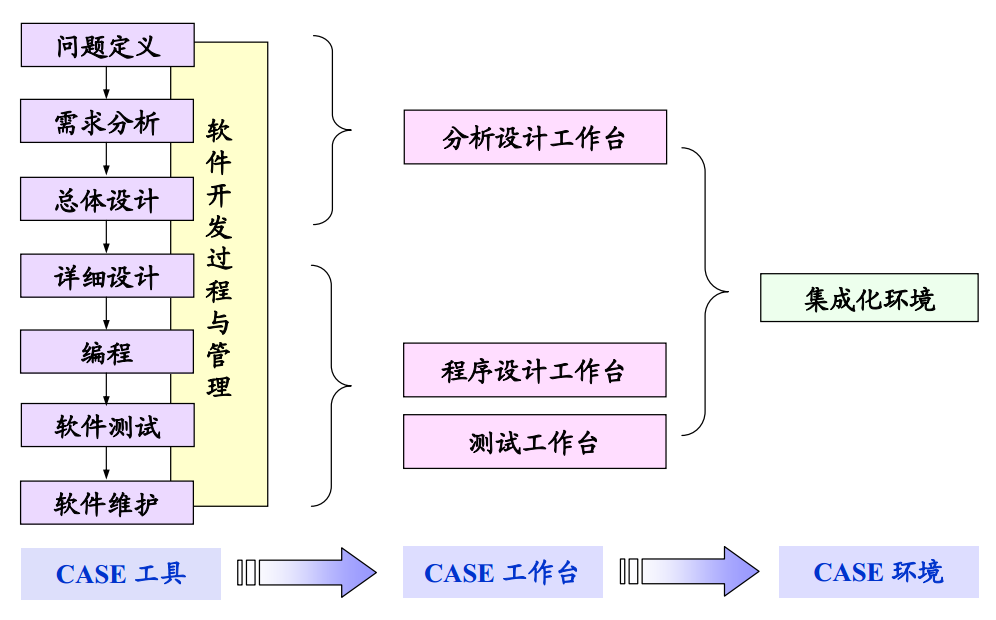 问题定义
需求分析
总体设计
详细设计
编程
软件测试
软件维护
软件开发过程与管理
分析设计工作台
程序设计工作台
测试工作台
集成化环境
CASE 工具
CASE 工作台
CASE 环境